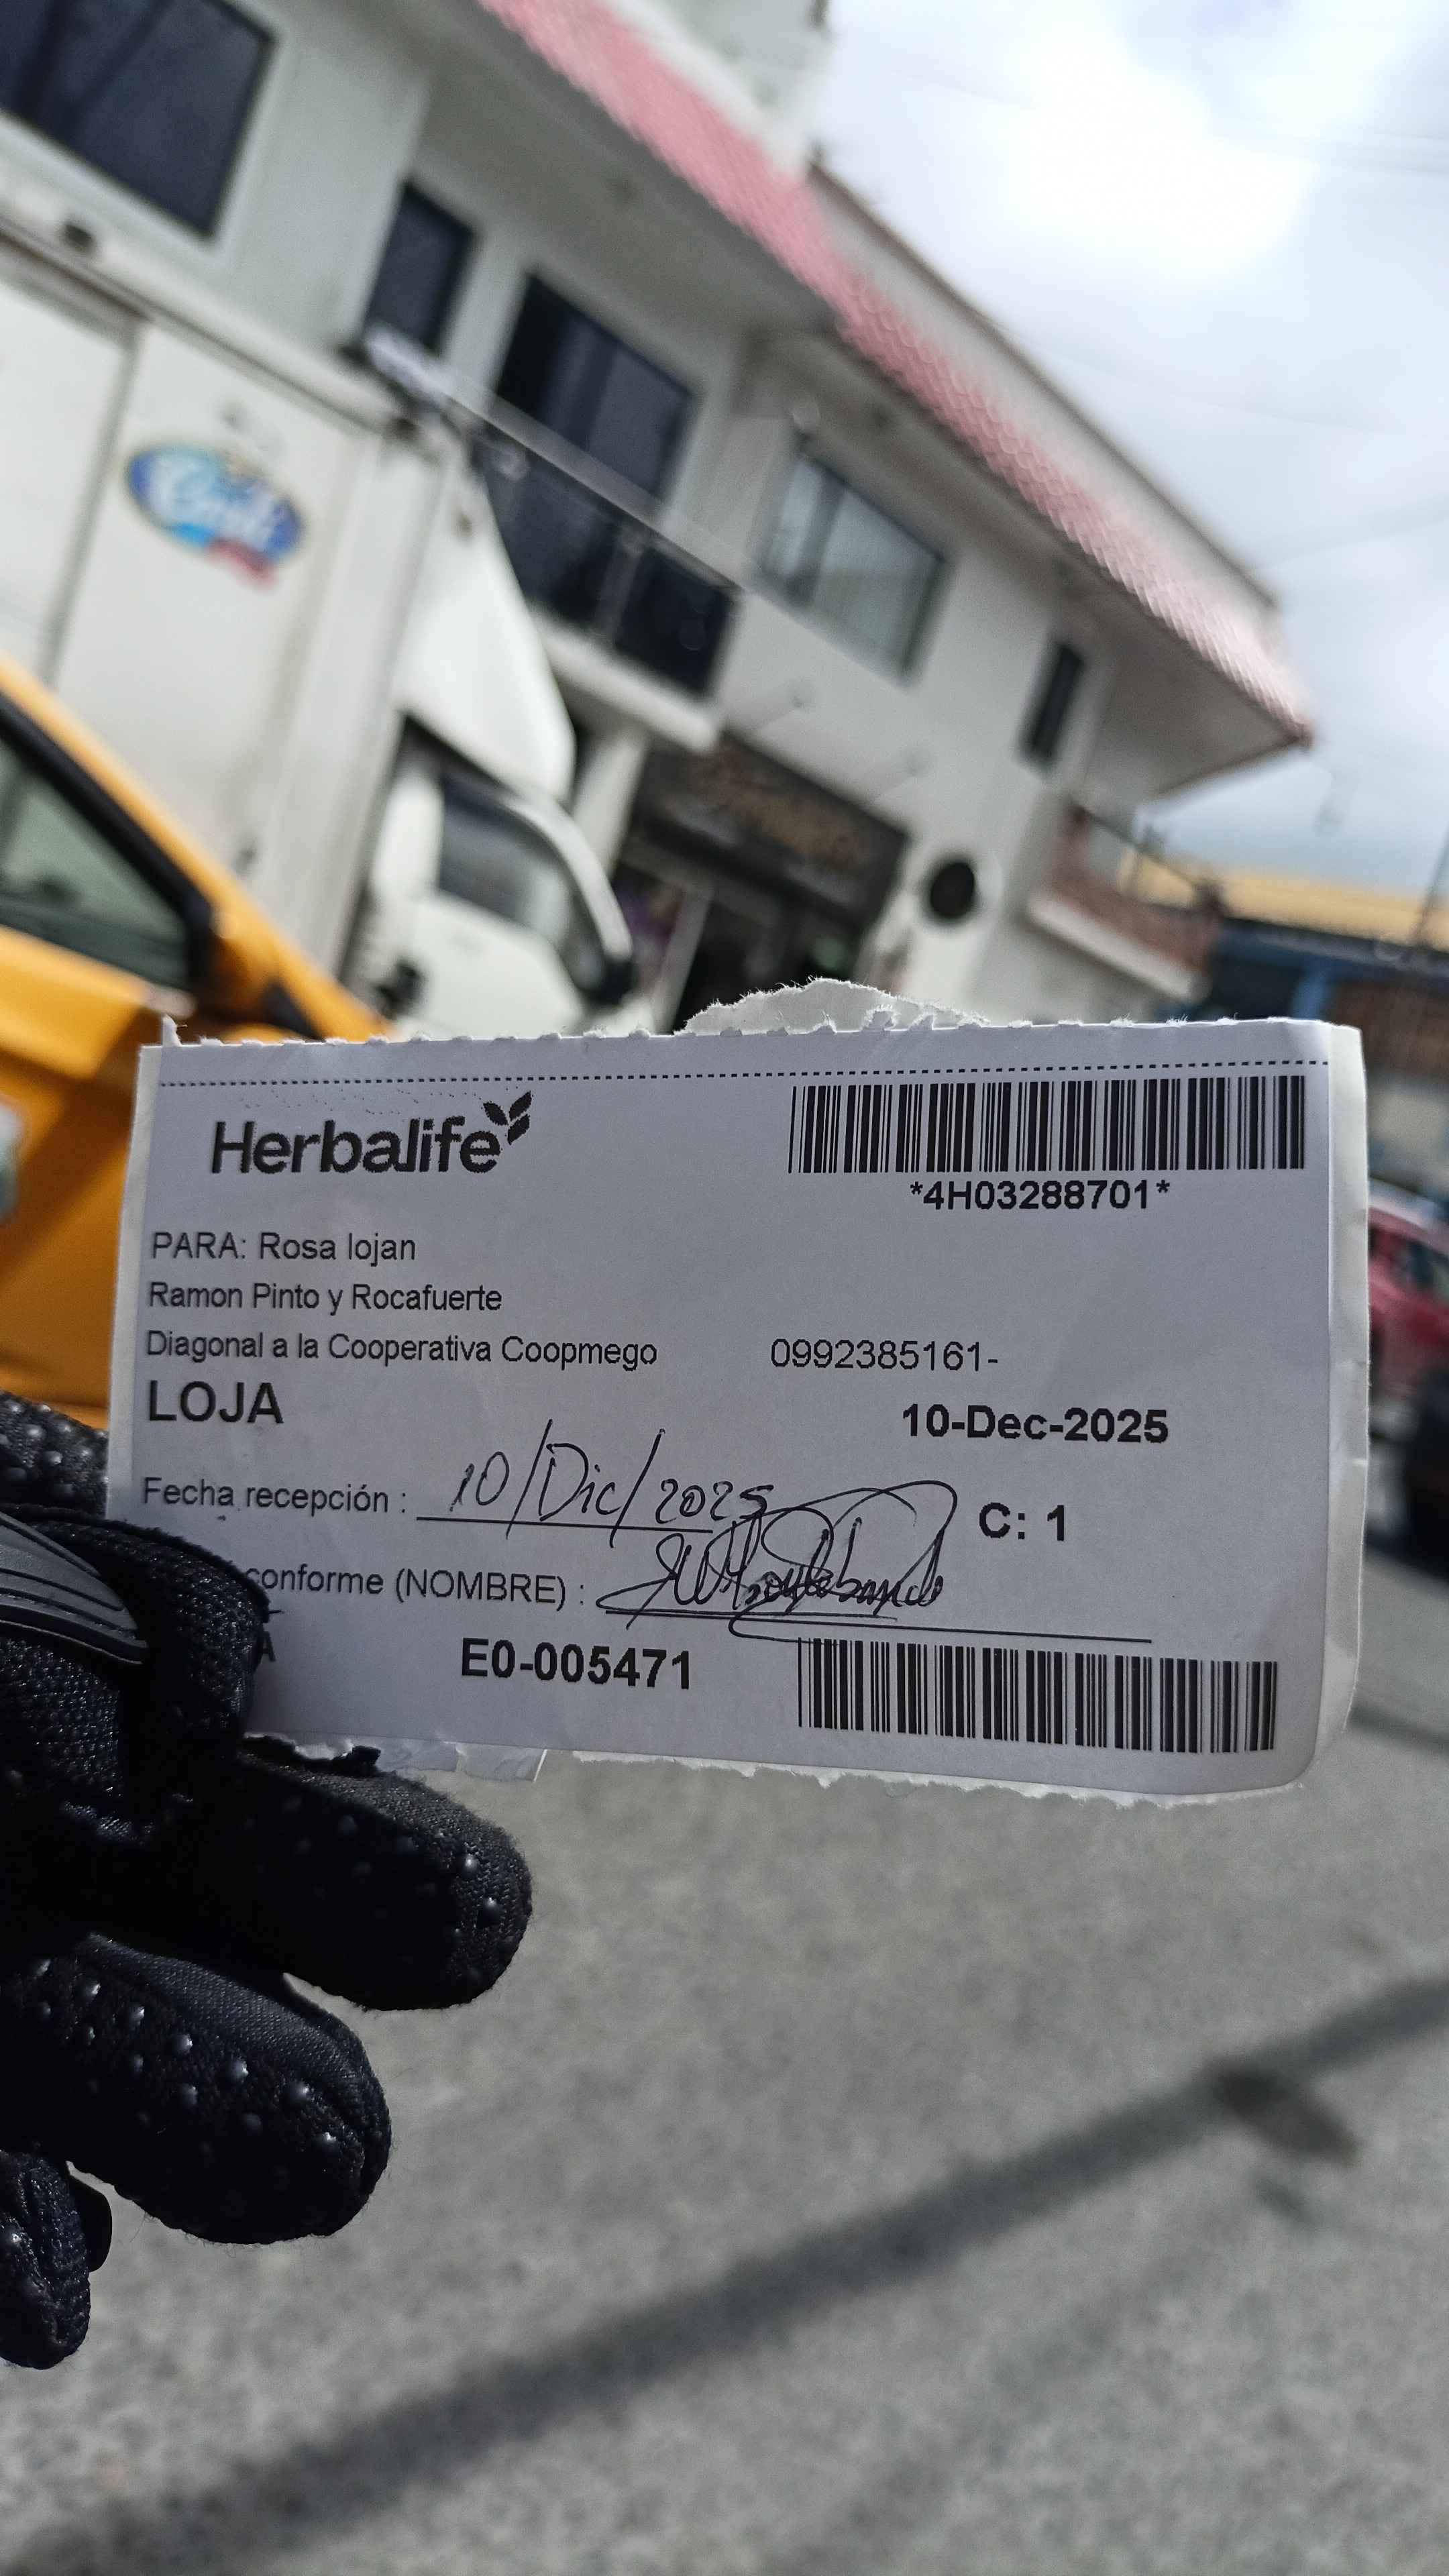 Herbalife
*4H03288701*
PARA: Rosa lojan
Ramon Pinto y Rocafuerte
Diagonal a la Cooperativa Coopmego 0992385161-
LOJA
10-Dec-2025
Fecha recepción : 10/Dic/2025
C: 1
conforme (NOMBRE) :
E0-005471